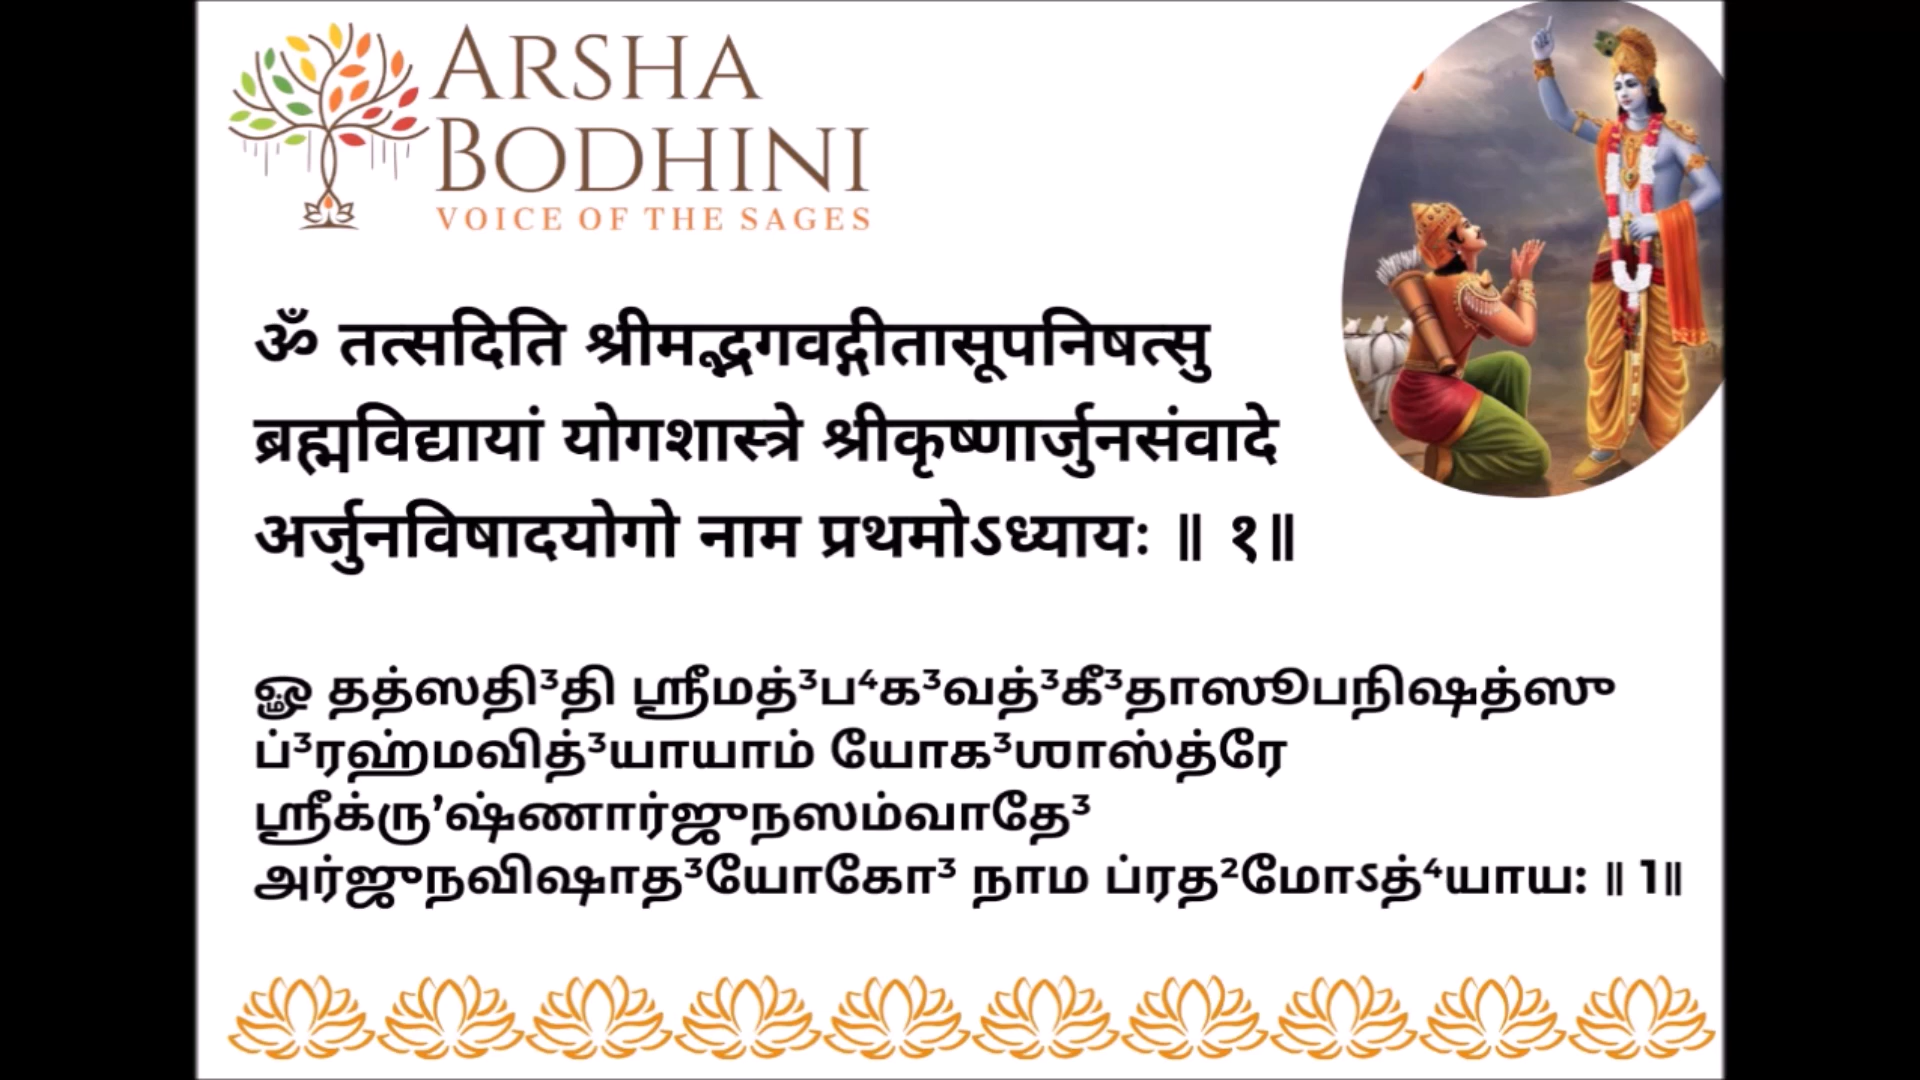 ARSHA
BODHINI
VOICE OF THE SAGES
ॐ तत्सदिति श्रीमद्भगवद्गीतासूपनिषत्सु
ब्रह्मविद्यायां योगशास्त्रे श्रीकृष्णार्जुनसंवादे
अर्जुनविषादयोगो नाम प्रथमोऽध्यायः ॥ १॥
ௐ தத்ஸதி³தி ஶ்ரீமத்³ப⁴க³வத்³கீ³தாஸூபநிஷத்ஸு
ப்³ரஹ்மவித்³யாயாம் யோக³ஶாஸ்த்ரே
ஶ்ரீக்ரு’ஷ்ணார்ஜுநஸம்வாதே³
அர்ஜுநவிஷாத³யோகோ³ நாம ப்ரத²மோঽத்⁴யாய: ॥ 1॥